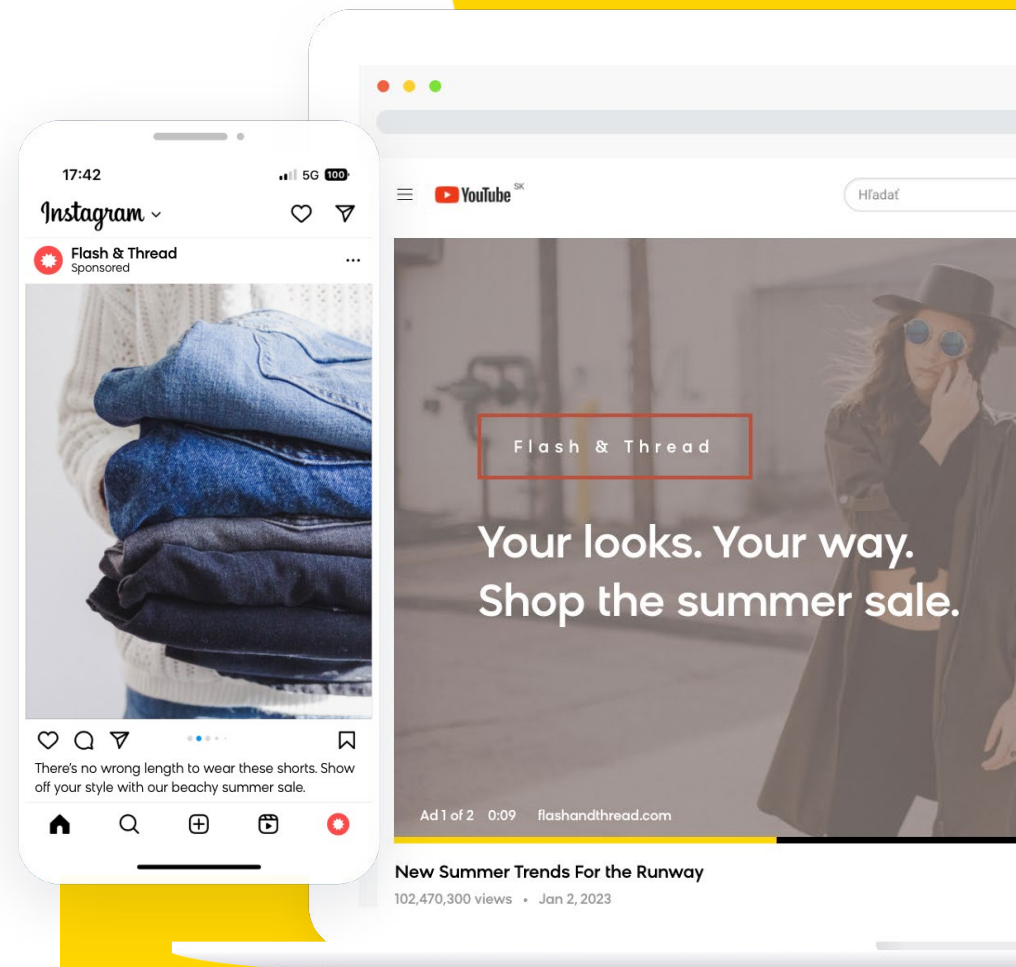 17:42
5G 100
Instagram
Flash & Thread
Sponsored
There's no wrong length to wear these shorts. Show
off your style with our beachy summer sale.
YouTube SK
Hľadať
Flash & Thread
Your looks. Your way.
Shop the summer sale.
Ad 1 of 2 0:09 flashandthread.com
New Summer Trends For the Runway
102,470,300 views • Jan 2, 2023